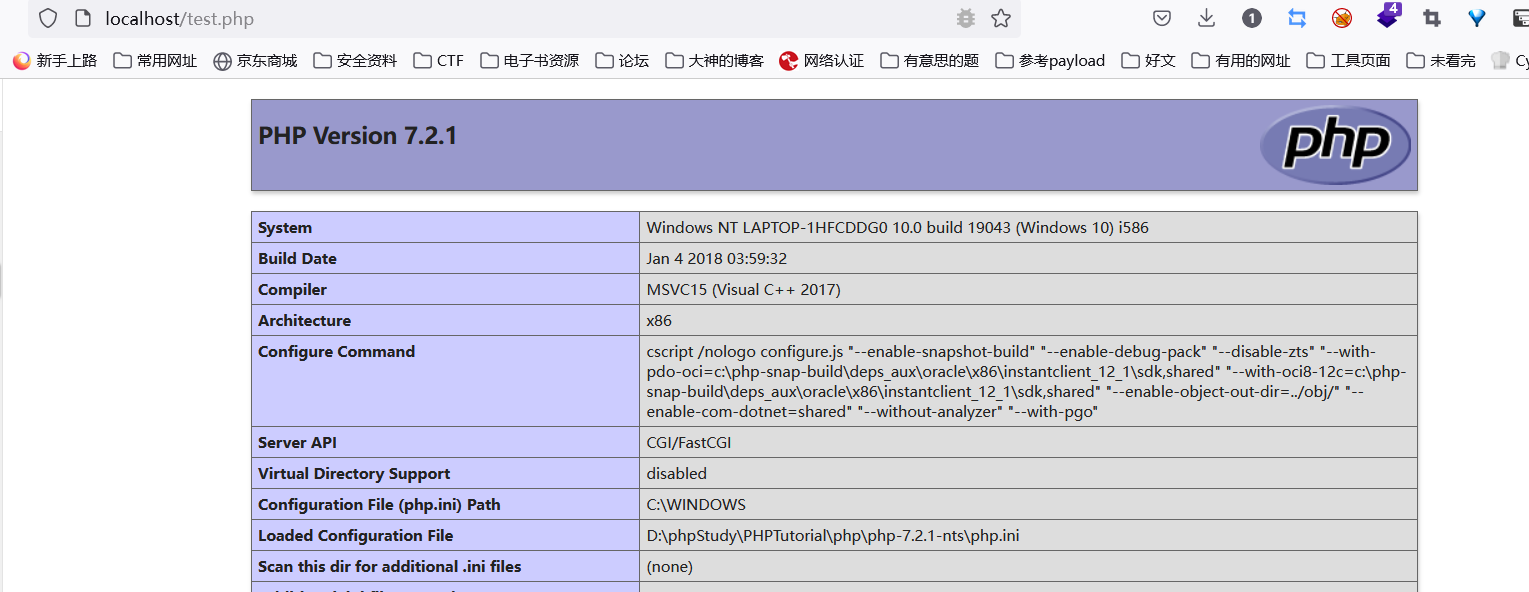 localhost/test.php
1
4
新手上路 常用网址 京东商城 安全资料 CTF 电子书资源 论坛 大神的博客 网络认证 有意思的题 参考payload 好文 有用的网址 工具页面 未看完
PHP Version 7.2.1
php
System Windows NT LAPTOP-1HFCDDG0 10.0 build 19043 (Windows 10) i586
Build Date Jan 4 2018 03:59:32
Compiler MSVC15 (Visual C++ 2017)
Architecture x86
Configure Command cscript /nologo configure.js "--enable-snapshot-build" "--enable-debug-pack" "--disable-zts" "--with-
pdo-oci=c:\php-snap-build\deps_aux\oracle\x86\instantclient_12_1\sdk,shared" "--with-oci8-12c=c:\php-
snap-build\deps_aux\oracle\x86\instantclient_12_1\sdk,shared" "--enable-object-out-dir=../obj/" "--
enable-com-dotnet=shared" "--without-analyzer" "--with-pgo"
Server API CGI/FastCGI
Virtual Directory Support disabled
Configuration File (php.ini) Path C:\WINDOWS
Loaded Configuration File D:\phpStudy\PHPTutorial\php\php-7.2.1-nts\php.ini
Scan this dir for additional .ini files (none)